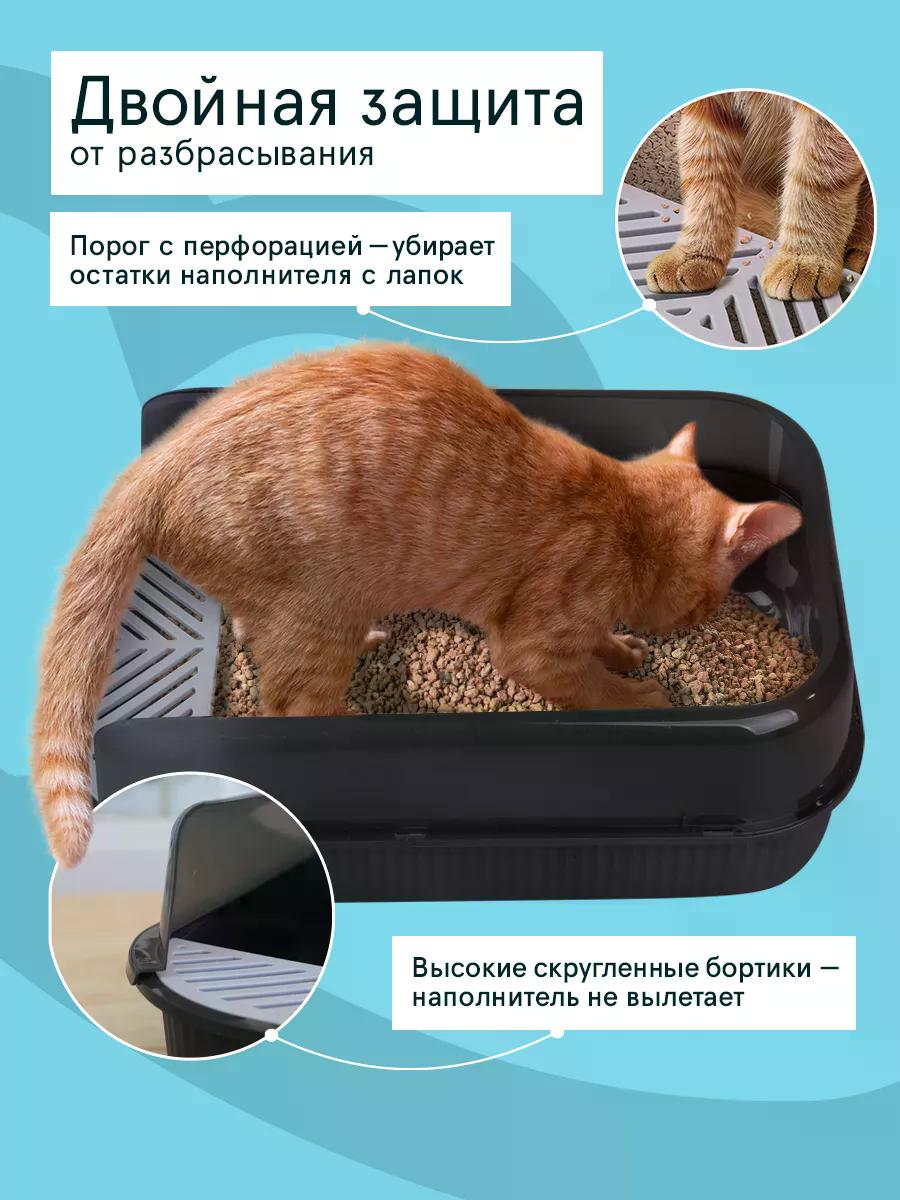 Двойная защита
от разбрасывания
Порог с перфорацией — убирает
остатки наполнителя с лапок
Высокие скругленные бортики —
наполнитель не вылетает